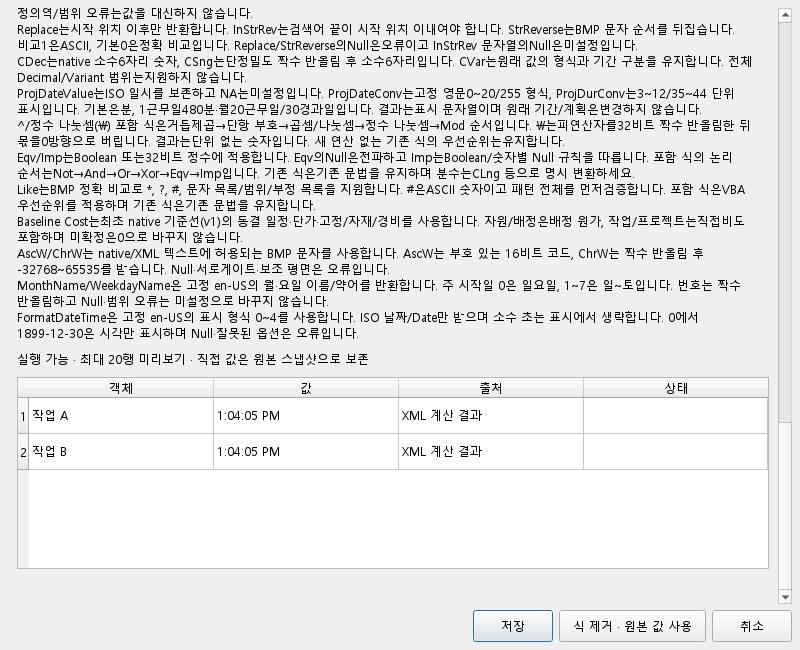 정의역/범위 오류는값을 대신하지 않습니다.
Replace는시작 위치 이후만 반환합니다. InStrRev는검색어 끝이 시작 위치 이내여야 합니다. StrReverse는BMP 문자 순서를 뒤집습니다.
비교1은ASCII, 기본0은정확 비교입니다. Replace/StrReverse의Null은오류이고 InStrRev 문자열의Null은미설정입니다.
CDec는native 소수6자리 숫자, CSng는단정밀도 짝수 반올림 후 소수6자리입니다. CVar는원래 값의 형식과 기간 구분을 유지합니다. 전체
Decimal/Variant 범위는지원하지 않습니다.
ProjDateValue는ISO 일시를 보존하고 NA는미설정입니다. ProjDateConv는고정 영문0~20/255 형식, ProjDurConv는3~12/35~44 단위
표시입니다. 기본은분, 1근무일480분·월20근무일/30경과일입니다. 결과는표시 문자열이며 원래 기간/계획은변경하지 않습니다.
^/정수 나눗셈(₩) 포함 식은거듭제곱→단항 부호→곱셈/나눗셈→정수 나눗셈→Mod 순서입니다. ₩는피연산자를32비트 짝수 반올림한 뒤
몫을0방향으로 버립니다. 결과는단위 없는 숫자입니다. 새 연산 없는 기존 식의 우선순위는유지합니다.
Eqv/Imp는Boolean 또는32비트 정수에 적용합니다. Eqv의Null은전파하고 Imp는Boolean/숫자별 Null 규칙을 따릅니다. 포함 식의 논리
순서는Not→And→Or→Xor→Eqv→Imp입니다. 기존 식은기존 문법을 유지하며 분수는CLng 등으로 명시 변환하세요.
Like는BMP 정확 비교로 *, ?, #, 문자 목록/범위/부정 목록을 지원합니다. #은ASCII 숫자이고 패턴 전체를 먼저검증합니다. 포함 식은VBA
우선순위를 적용하며 기존 식은기존 문법을 유지합니다.
Baseline Cost는최초 native 기준선(v1)의 동결 일정·단가·고정/자재/경비를 사용합니다. 자원/배정은배정 원가, 작업/프로젝트는직접비도
포함하며 미확정은0으로 바꾸지 않습니다.
AscW/ChrW는 native/XML 텍스트에 허용되는 BMP 문자를 사용합니다. AscW는 부호 있는 16비트 코드, ChrW는 짝수 반올림 후
-32768~65535를 받습니다. Null·서로게이트·보조 평면은 오류입니다.
MonthName/WeekdayName은 고정 en-US의 월·요일 이름/약어를 반환합니다. 주 시작일 0은 일요일, 1~7은 일~토입니다. 번호는 짝수
반올림하고 Null·범위 오류는 미설정으로 바꾸지 않습니다.
FormatDateTime은 고정 en-US의 표시 형식 0~4를 사용합니다. ISO 날짜/Date만 받으며 소수 초는 표시에서 생략합니다. 0에서
1899-12-30은 시각만 표시하며 Null·잘못된 옵션은 오류입니다.
실행 가능 · 최대 20행 미리보기 · 직접 값은 원본 스냅샷으로 보존
객체 값 출처 상태
1 작업 A 1:04:05 PM XML 계산 결과
2 작업 B 1:04:05 PM XML 계산 결과
저장 식 제거 · 원본 값 사용 취소